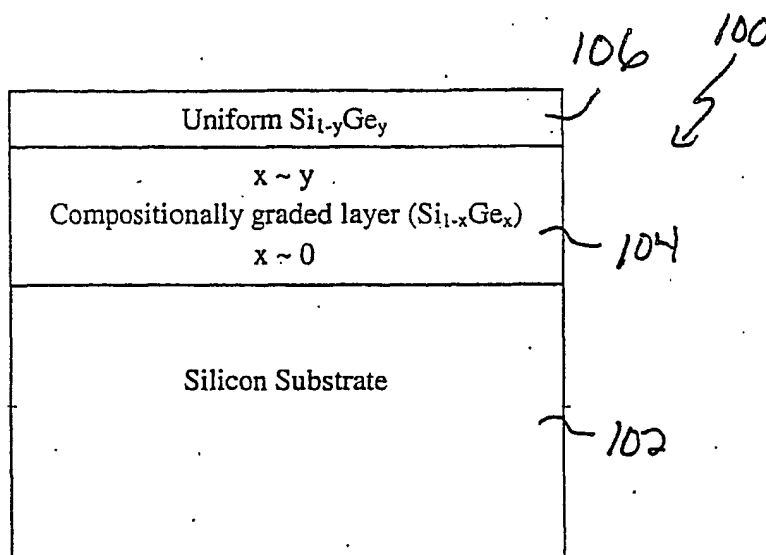 100
106
Uniform Si₁₋yGey
x ~ y
Compositionally graded layer (Si₁₋ₓGeₓ)
104
x ~ 0
Silicon Substrate
102